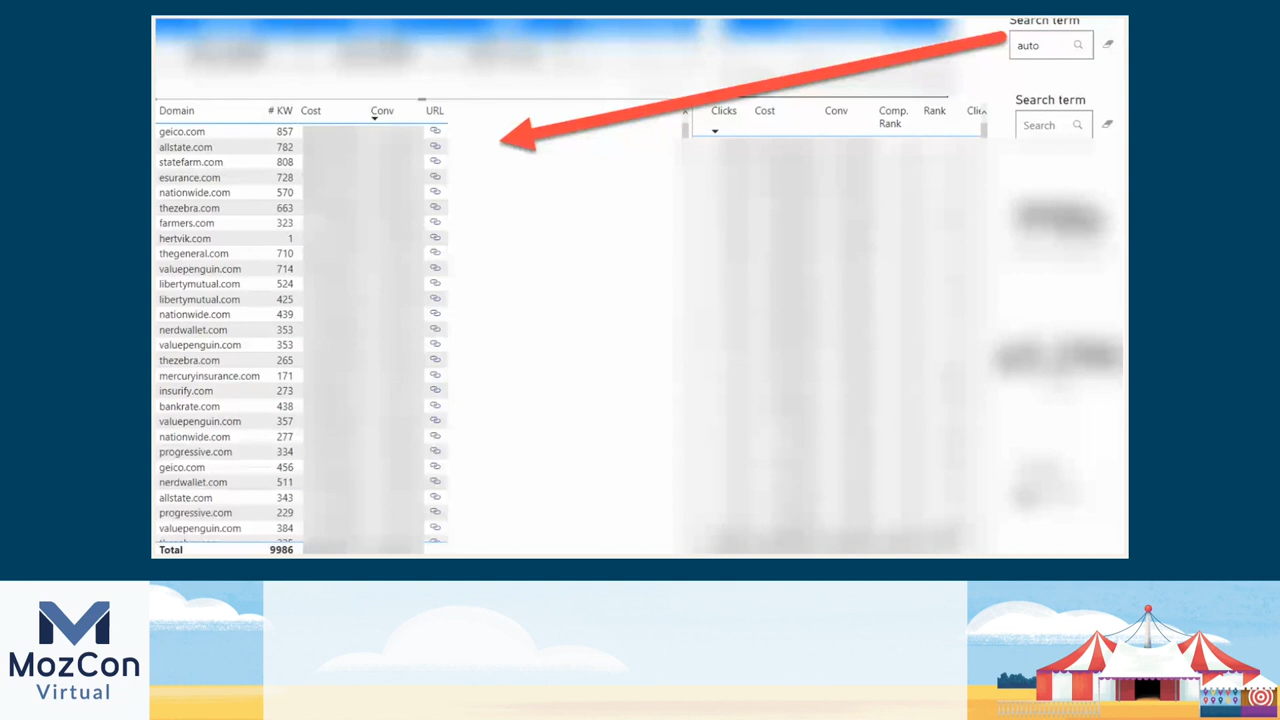 Search term
auto
Search term
Search
Domain # KW Cost Conv URL
Clicks Cost Conv Comp. Rank Rank
geico.com 857
allstate.com 782
statefarm.com 808
esurance.com 728
nationwide.com 570
thezebra.com 663
farmers.com 323
hertvik.com 1
thegeneral.com 710
valuepenguin.com 714
libertymutual.com 524
libertymutual.com 425
nationwide.com 439
nerdwallet.com 353
valuepenguin.com 353
thezebra.com 265
mercuryinsurance.com 171
insurify.com 273
bankrate.com 438
valuepenguin.com 357
nationwide.com 277
progressive.com 334
geico.com 456
nerdwallet.com 511
allstate.com 343
progressive.com 229
valuepenguin.com 384
Total 9986
MozCon
Virtual